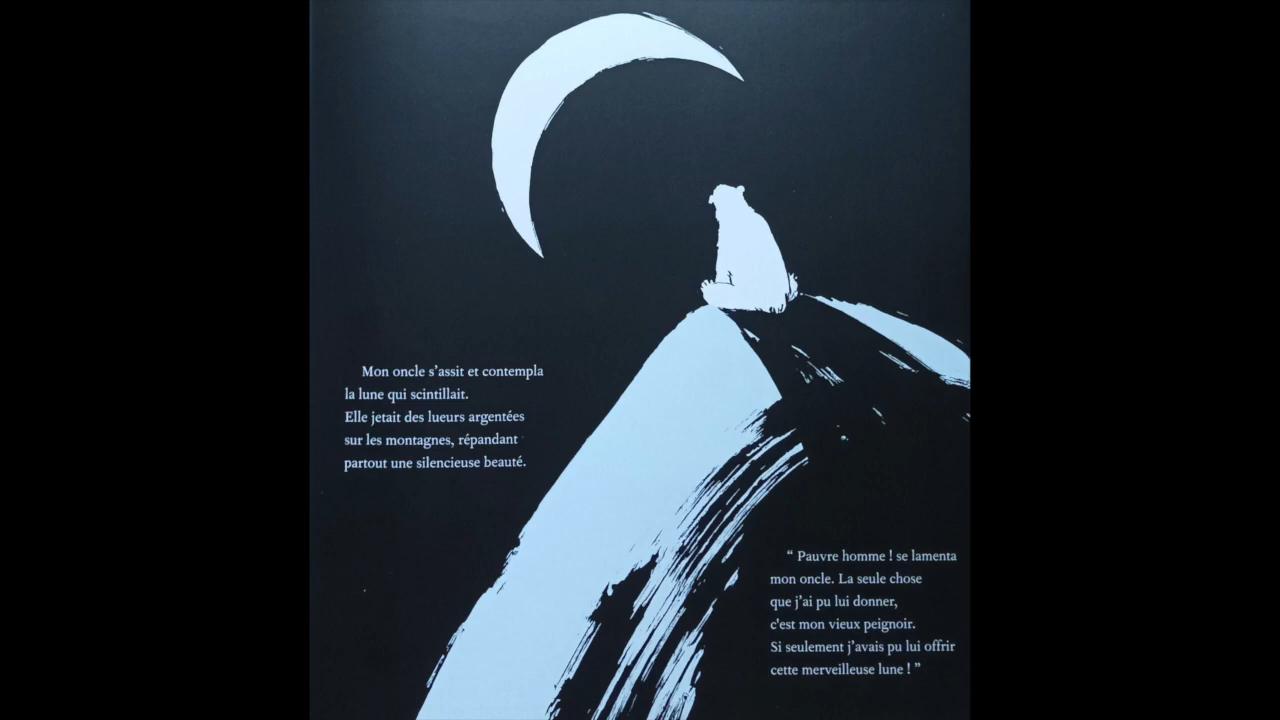 Mon oncle s'assit et contempla
la lune qui scintillait.
Elle jetait des lueurs argentées
sur les montagnes, répandant
partout une silencieuse beauté.
“ Pauvre homme ! se lamenta
mon oncle. La seule chose
que j'ai pu lui donner,
c'est mon vieux peignoir.
Si seulement j'avais pu lui offrir
cette merveilleuse lune ! ”